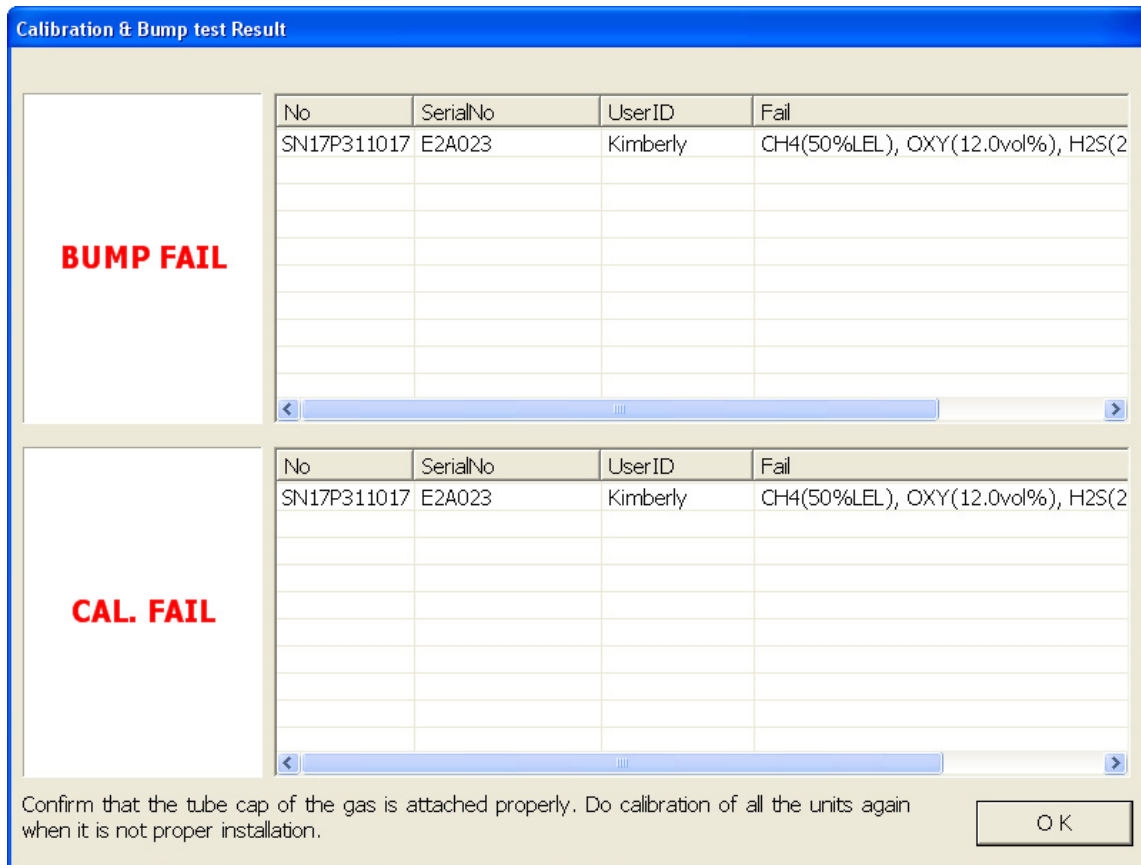 Calibration & Bump test Result
No SerialNo UserID Fail
SN17P311017 E2A023 Kimberly CH4(50%LEL), OXY(12.0vol%), H2S(2
BUMP FAIL
No SerialNo UserID Fail
SN17P311017 E2A023 Kimberly CH4(50%LEL), OXY(12.0vol%), H2S(2
CAL. FAIL
Confirm that the tube cap of the gas is attached properly. Do calibration of all the units again
when it is not proper installation.
OK